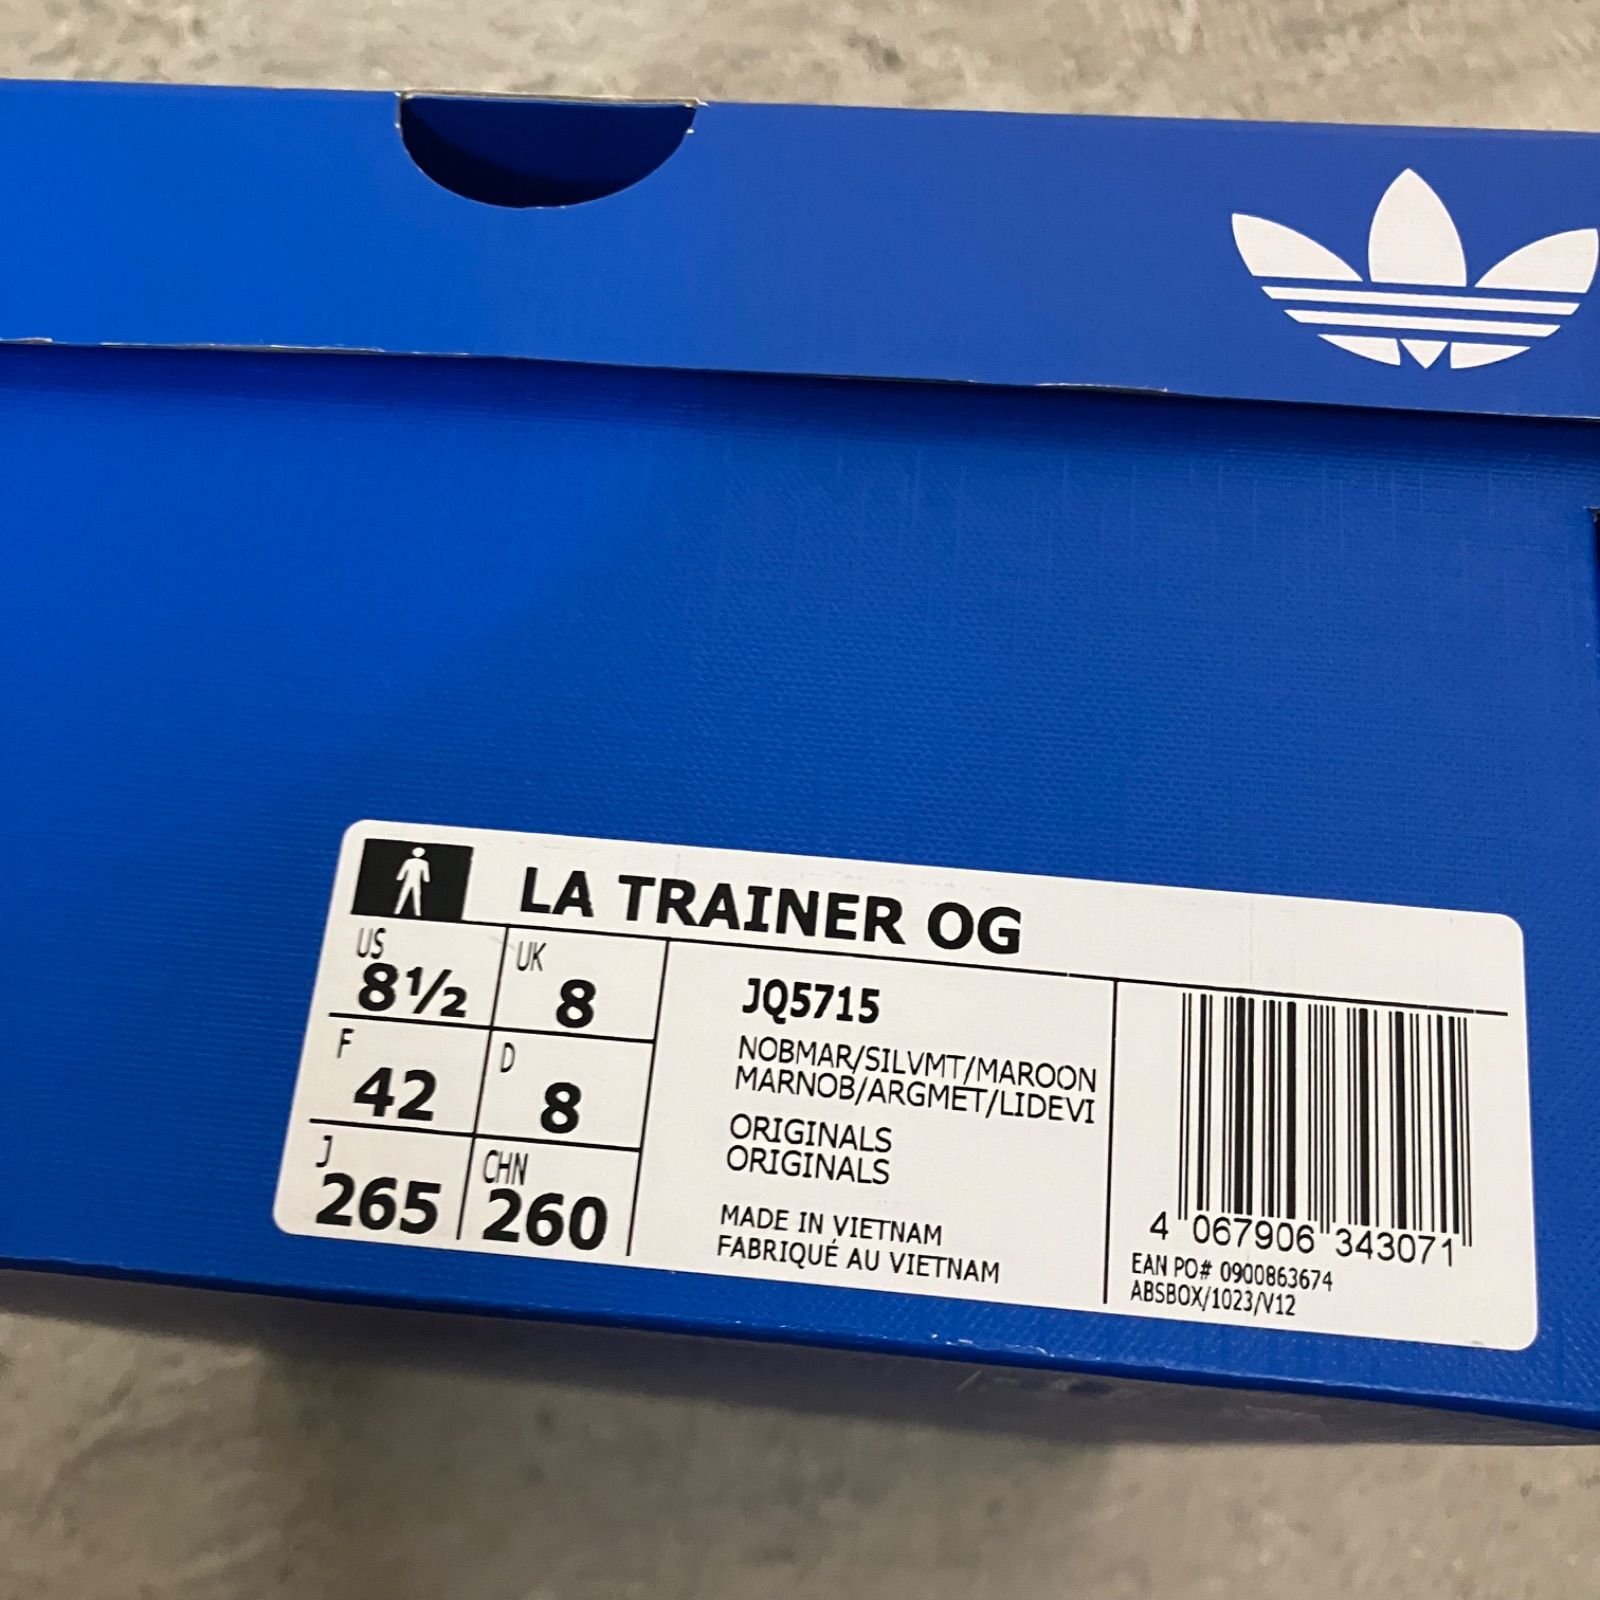 LA TRAINER OG
US
8½
UK
8
F
42
D
8
J
265
CHN
260
JQ5715
NOBMAR/SILVMT/MAROON
MARNOB/ARGMET/LIDEVI
ORIGINALS
ORIGINALS
MADE IN VIETNAM
FABRIQUÉ AU VIETNAM
4 067906 343071
EAN PO# 0900863674
ABSBOX/1023/V12